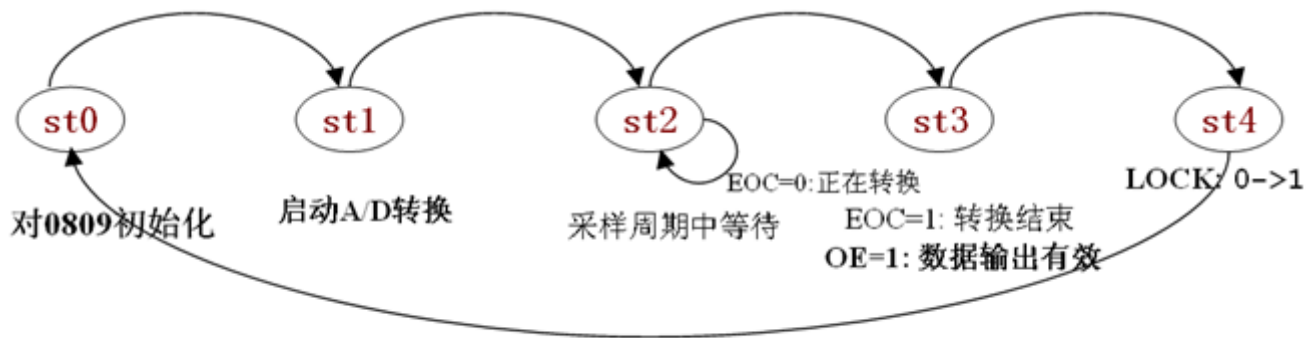 st0
st1
st2
st3
st4
对0809初始化
启动A/D转换
采样周期中等待
EOC=0:正在转换
EOC=1: 转换结束
OE=1: 数据输出有效
LOCK: 0->1